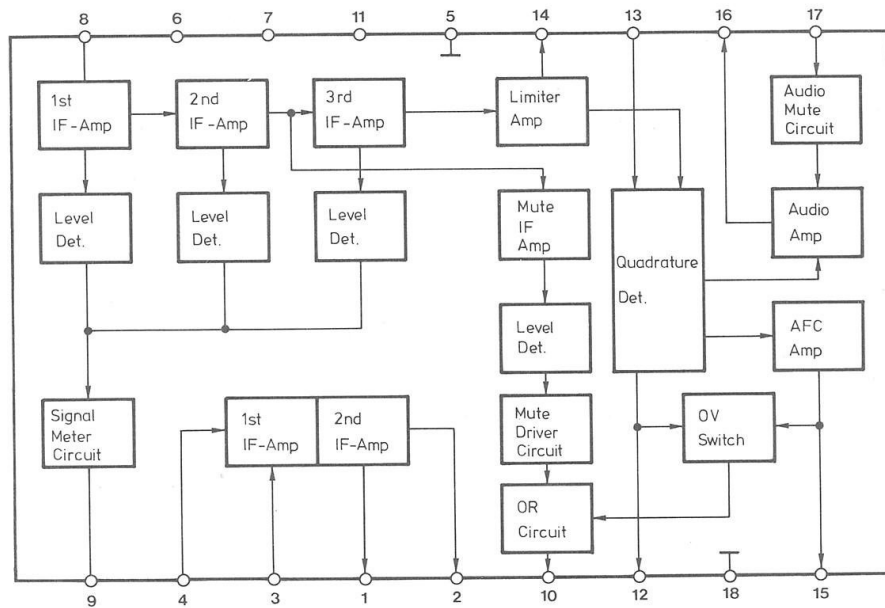 8 6 7 11 5 14 13 16 17
1st
IF-Amp
2nd
IF-Amp
3rd
IF-Amp
Limiter
Amp
Audio
Mute
Circuit
Level
Det.
Level
Det.
Level
Det.
Mute
IF
Amp
Quadrature
Det.
Audio
Amp
Level
Det.
AFC
Amp
Signal
Meter
Circuit
1st
IF-Amp
2nd
IF-Amp
Mute
Driver
Circuit
OV
Switch
OR
Circuit
9 4 3 1 2 10 12 18 15